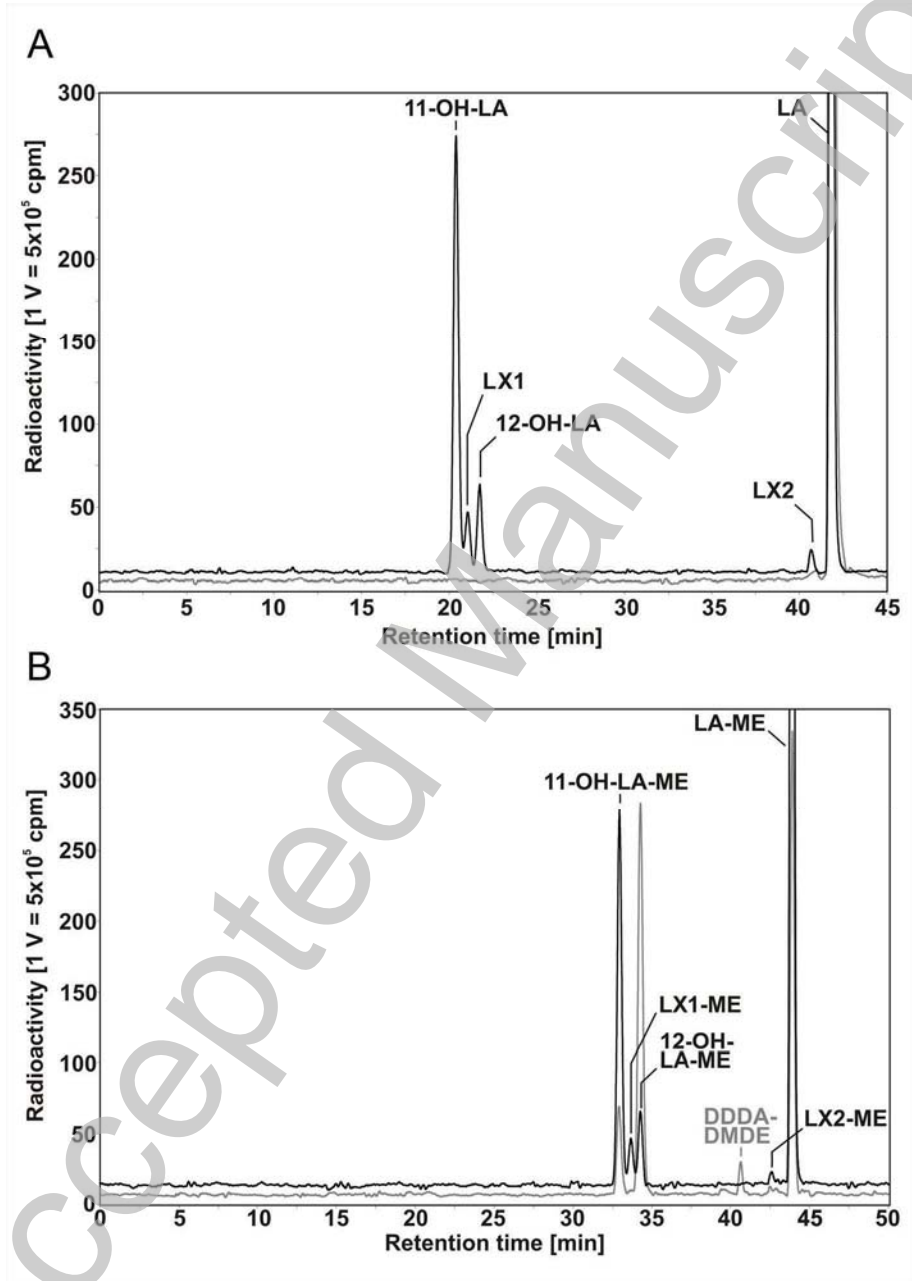 A
300
250
200
150
100
50
0
Radioactivity [1 V = 5x10⁵ cpm]
11-OH-LA
LA
LX1
12-OH-LA
LX2
0 5 10 15 20 25 30 35 40 45
Retention time [min]
B
350
300
250
200
150
100
50
0
Radioactivity [1 V = 5x10⁵ cpm]
LA-ME
11-OH-LA-ME
LX1-ME
12-OH-
LA-ME
DDDA-
DMDE
LX2-ME
0 5 10 15 20 25 30 35 40 45 50
Retention time [min]
ccepted Manuscrip